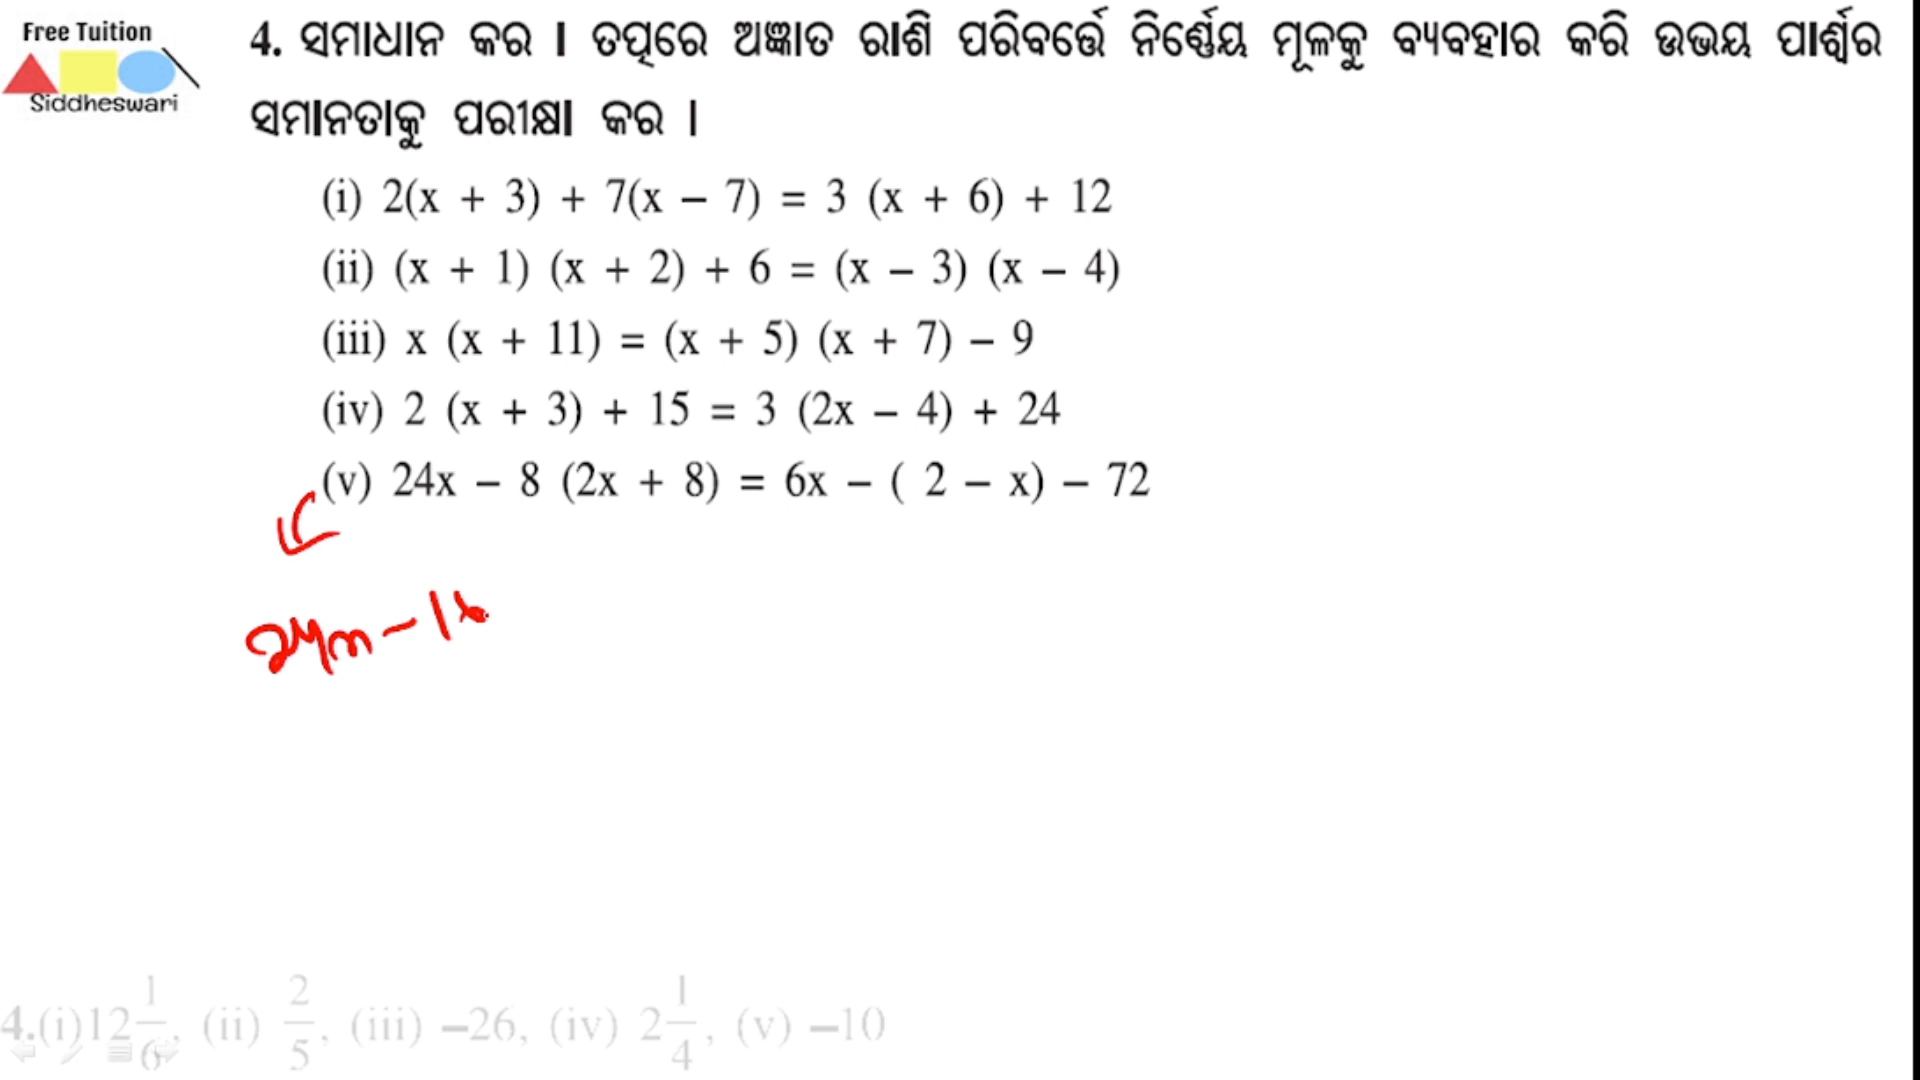 Free Tuition
Siddheswari
4. ସମାଧାନ କର । ତତ୍ପରେ ଅଜ୍ଞାତ ରାଶି ପରିବର୍ତ୍ତେ ନିର୍ଣ୍ଣେୟ ମୂଳକୁ ବ୍ୟବହାର କରି ଉଭୟ ପାର୍ଶ୍ୱର
ସମାନତାକୁ ପରୀକ୍ଷା କର ।
(i) 2(x + 3) + 7(x – 7) = 3 (x + 6) + 12
(ii) (x + 1) (x + 2) + 6 = (x – 3) (x – 4)
(iii) x (x + 11) = (x + 5) (x + 7) – 9
(iv) 2 (x + 3) + 15 = 3 (2x – 4) + 24
(v) 24x – 8 (2x + 8) = 6x – ( 2 – x) – 72
4.(i)12 1/6, (ii) 2/5, (iii) –26, (iv) 2 1/4, (v) –10